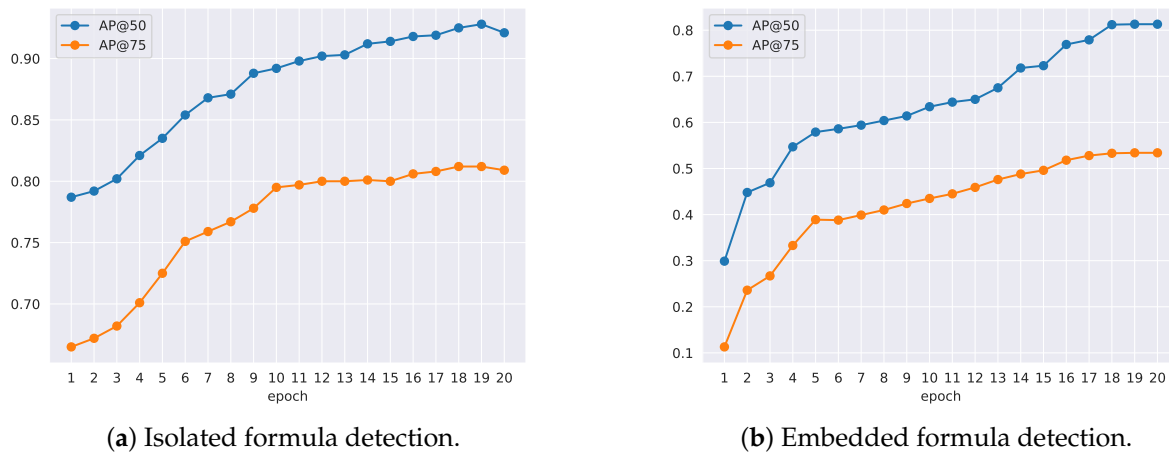 AP@50
AP@75
0.90
0.85
0.80
0.75
0.70
1 2 3 4 5 6 7 8 9 10 11 12 13 14 15 16 17 18 19 20
epoch
(a) Isolated formula detection.
AP@50
AP@75
0.8
0.7
0.6
0.5
0.4
0.3
0.2
0.1
1 2 3 4 5 6 7 8 9 10 11 12 13 14 15 16 17 18 19 20
epoch
(b) Embedded formula detection.